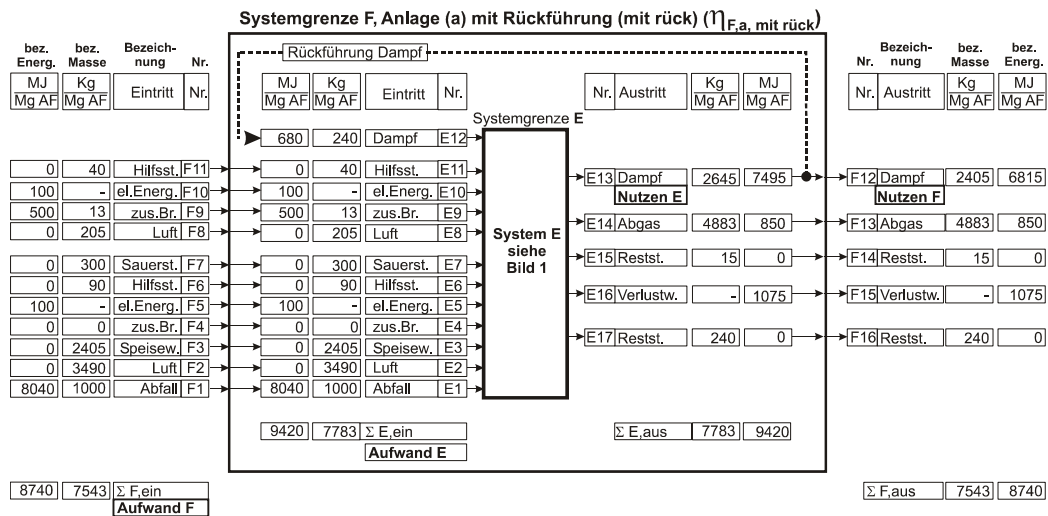 Systemgrenze F, Anlage (a) mit Rückführung (mit rück) (η F,a, mit rück)
bez. Energ. bez. Masse Bezeich-nung Nr.
MJ/Mg AF Kg/Mg AF Eintritt Nr.
0 40 Hilfsst. F11
100 - el.Energ. F10
500 13 zus.Br. F9
0 205 Luft F8
0 300 Sauerst. F7
0 90 Hilfsst. F6
100 - el.Energ. F5
0 0 zus.Br. F4
0 2405 Speisew. F3
0 3490 Luft F2
8040 1000 Abfall F1
8740 7543 Σ F,ein
Aufwand F
Rückführung Dampf
MJ/Mg AF Kg/Mg AF Eintritt Nr.
680 240 Dampf E12
0 40 Hilfsst. E11
100 - el.Energ. E10
500 13 zus.Br. E9
0 205 Luft E8
0 300 Sauerst. E7
0 90 Hilfsst. E6
100 - el.Energ. E5
0 0 zus.Br. E4
0 2405 Speisew. E3
0 3490 Luft E2
8040 1000 Abfall E1
9420 7783 Σ E,ein
Aufwand E
Systemgrenze E
System E
siehe
Bild 1
Nr. Austritt Kg/Mg AF MJ/Mg AF
E13 Dampf 2645 7495
Nutzen E
E14 Abgas 4883 850
E15 Restst. 15 0
E16 Verlustw. - 1075
E17 Restst. 240 0
Σ E,aus 7783 9420
Nr. Bezeich-nung bez. Masse bez. Energ.
Nr. Austritt Kg/Mg AF MJ/Mg AF
F12 Dampf 2405 6815
Nutzen F
F13 Abgas 4883 850
F14 Restst. 15 0
F15 Verlustw. - 1075
F16 Restst. 240 0
Σ F,aus 7543 8740